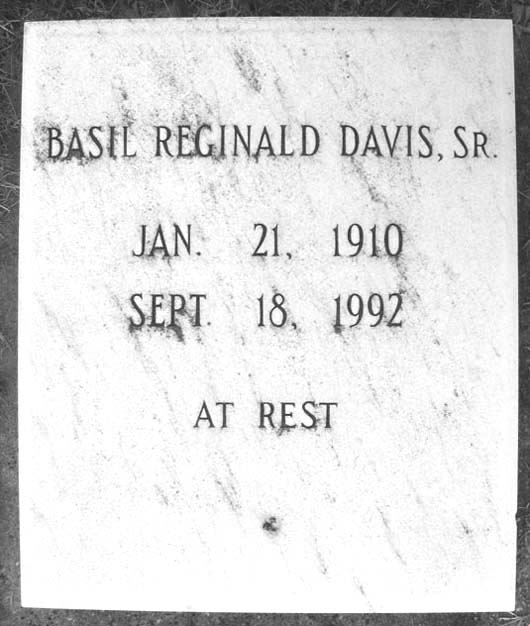 BASIL REGINALD DAVIS, SR.
JAN. 21, 1910
SEPT. 18, 1992
AT REST